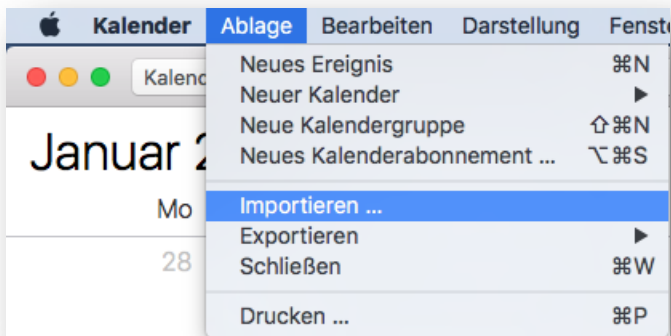 Kalender Ablage Bearbeiten Darstellung
Neues Ereignis ⌘N
Neuer Kalender ▶
Neue Kalendergruppe ⇧⌘N
Neues Kalenderabonnement ... ⌥⌘S
Januar
Importieren ...
Mo
Exportieren ▶
28
Schließen ⌘W
Drucken ... ⌘P